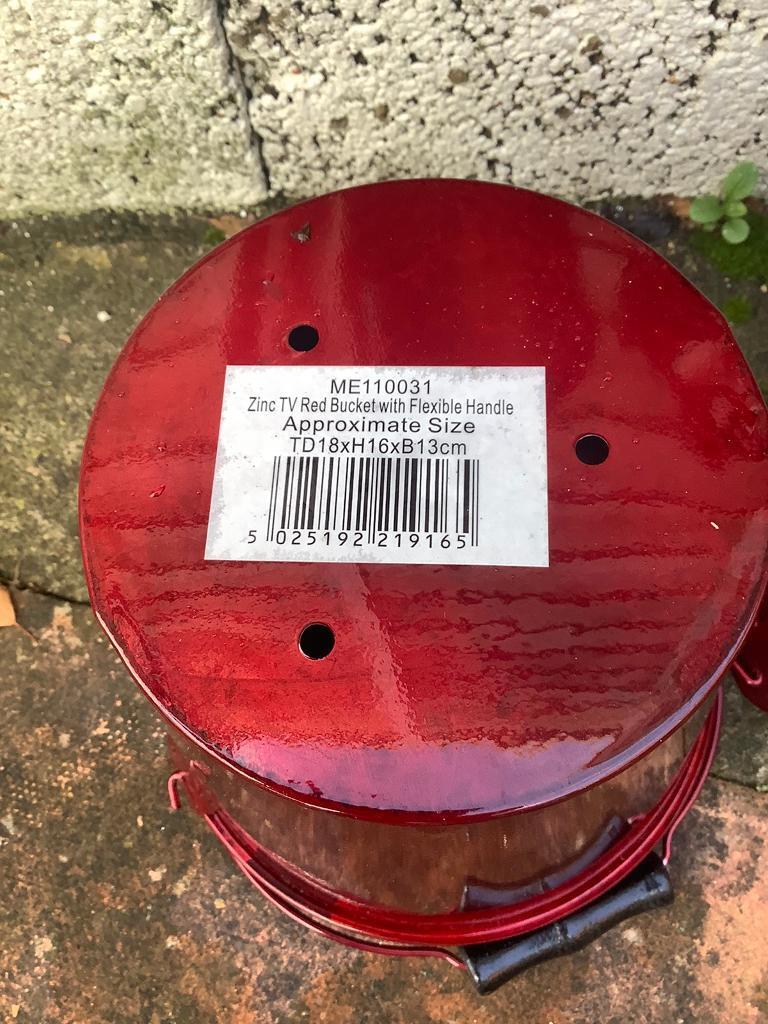 ME110031
Zinc TV Red Bucket with Flexible Handle
Approximate Size
TD18xH16xB13cm
5 025192 219165